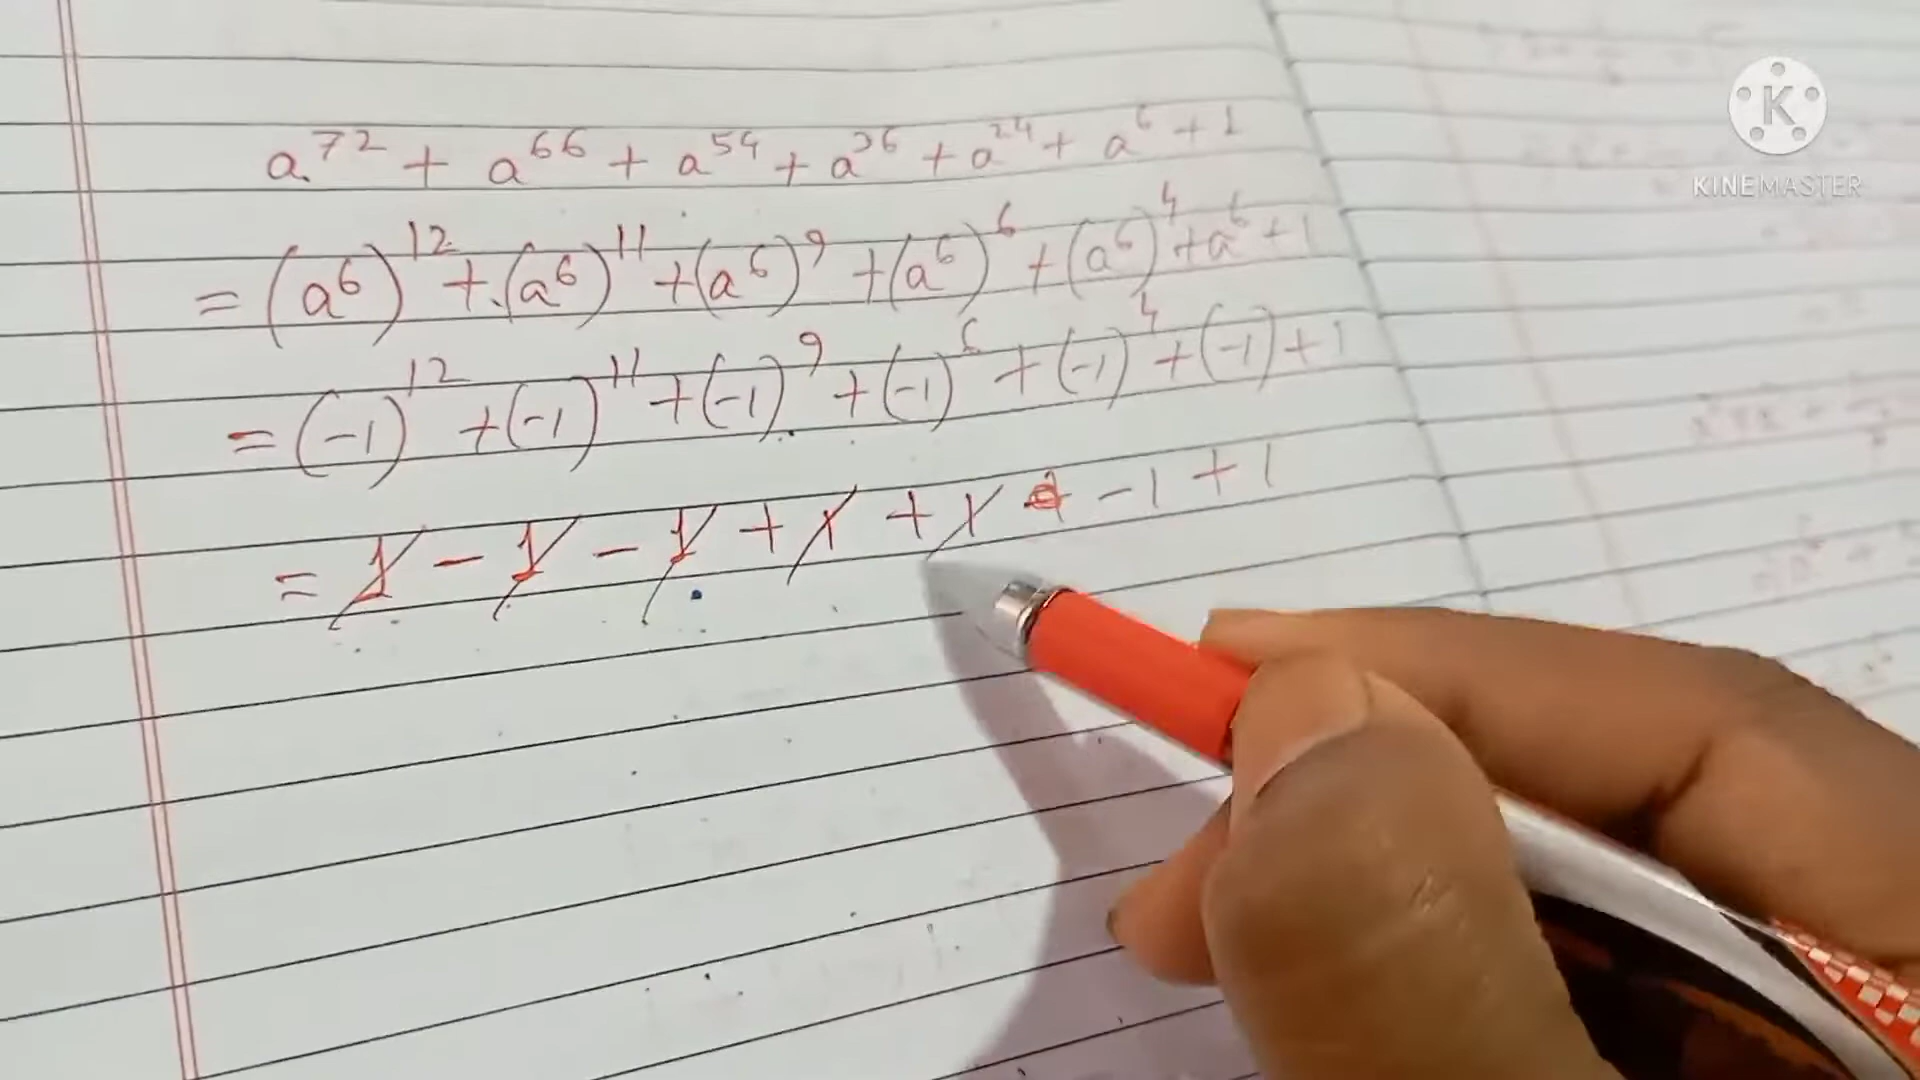 a^72 + a^66 + a^54 + a^36 + a^24 + a^6 + 1
= (a^6)^12 + (a^6)^11 + (a^6)^9 + (a^6)^6 + (a^6)^4 + a^6 + 1
= (-1)^12 + (-1)^11 + (-1)^9 + (-1)^6 + (-1)^4 + (-1) + 1
= 1 - 1 - 1 + 1 + 1 - 1 + 1
KINEMASTER